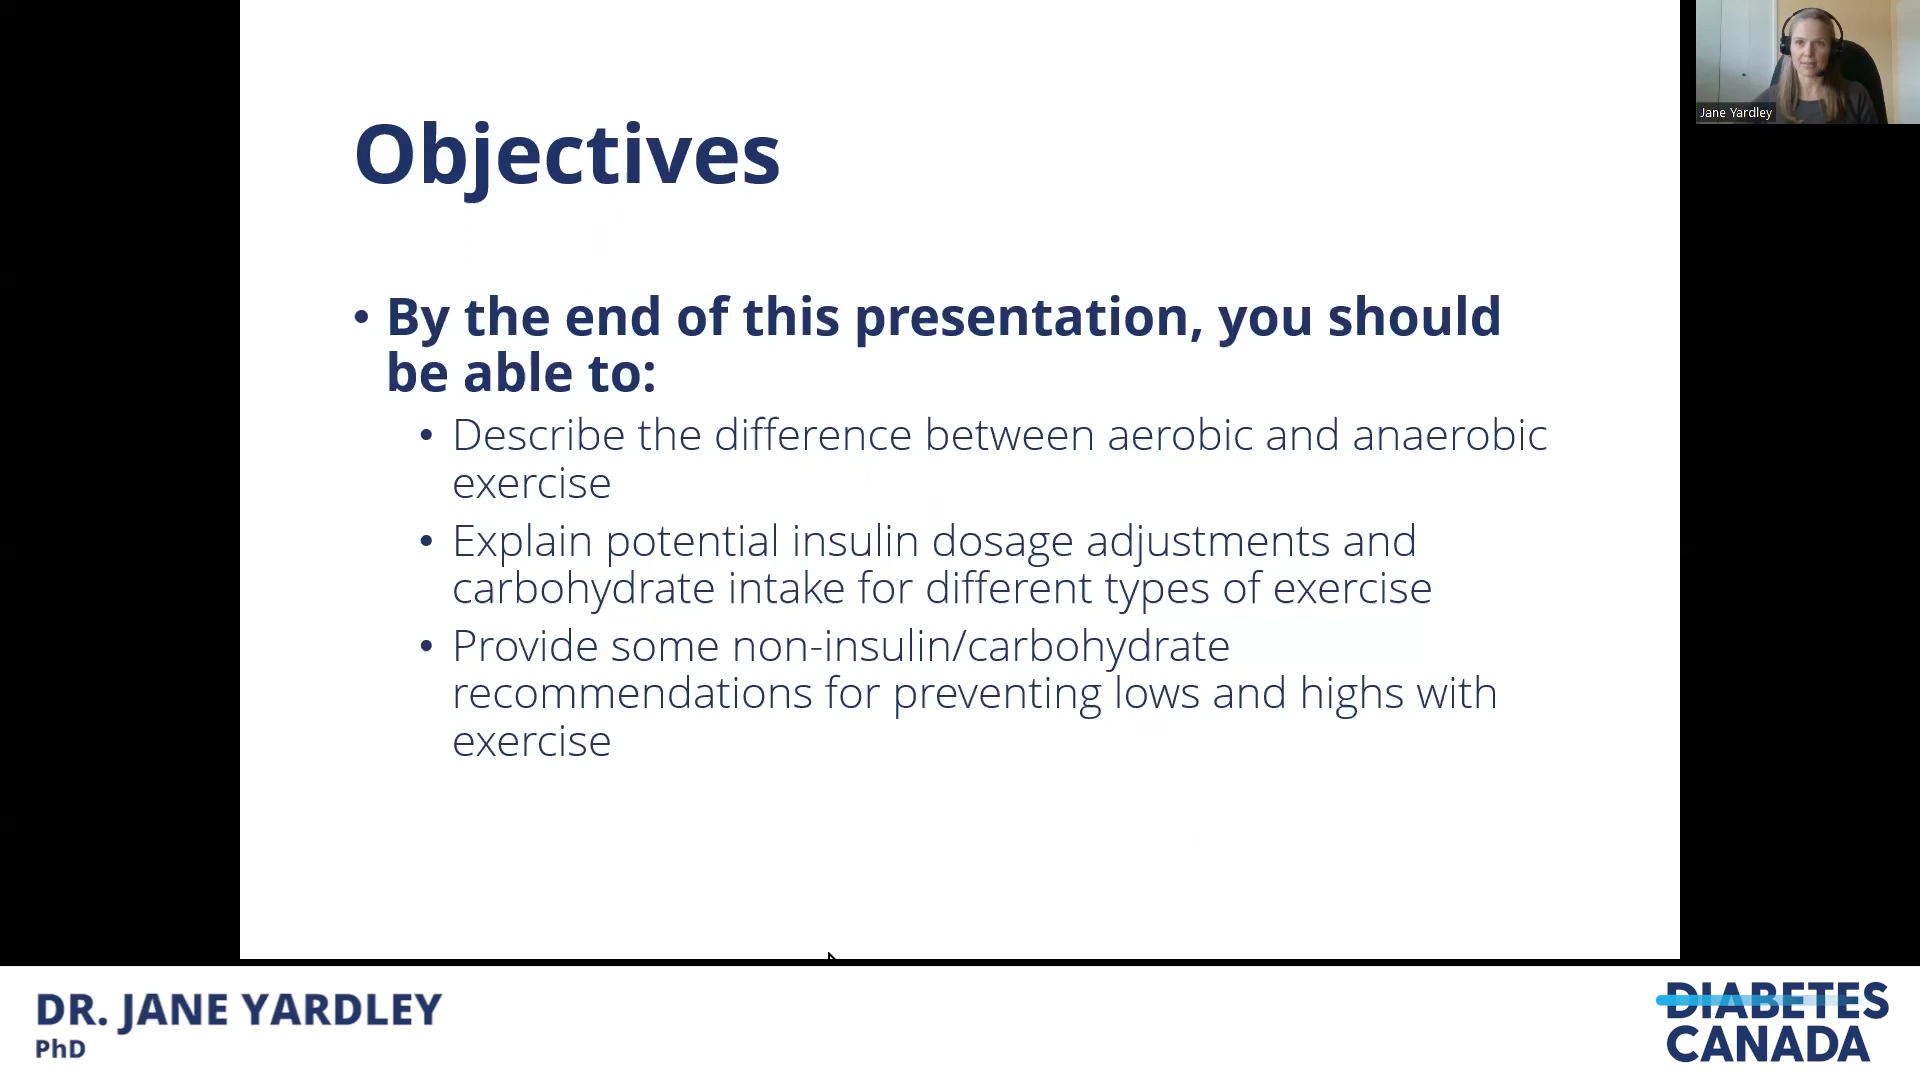 Objectives
• By the end of this presentation, you should
be able to:
• Describe the difference between aerobic and anaerobic
exercise
• Explain potential insulin dosage adjustments and
carbohydrate intake for different types of exercise
• Provide some non-insulin/carbohydrate
recommendations for preventing lows and highs with
exercise
Jane Yardley
DR. JANE YARDLEY
PhD
DIABETES
CANADA